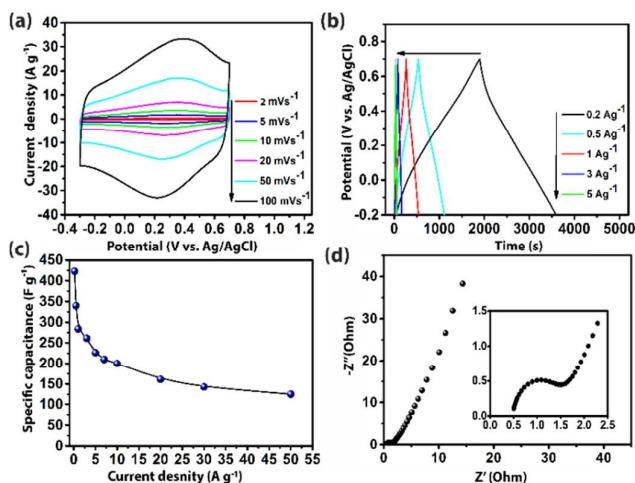 (a)
40
30
20
10
0
-10
-20
-30
-40
Current density (A g⁻¹)
2 mVs⁻¹
5 mVs⁻¹
10 mVs⁻¹
20 mVs⁻¹
50 mVs⁻¹
100 mVs⁻¹
-0.4 0.0 0.4 0.8 1.2
Potential (V vs. Ag/AgCl)
(b)
0.8
0.6
0.4
0.2
0.0
-0.2
Potential (V vs. Ag/AgCl)
0.2 Ag⁻¹
0.5 Ag⁻¹
1 Ag⁻¹
3 Ag⁻¹
5 Ag⁻¹
0 1000 2000 3000 4000 5000
Time (s)
(c)
450
400
350
300
250
200
150
100
50
0
Specific capacitance (F g⁻¹)
0 5 10 15 20 25 30 35 40 45 50 55
Current desnity (A g⁻¹)
(d)
40
30
20
10
0
-Z''(Ohm)
1.5
1.0
0.5
0.0
0.0 0.5 1.0 1.5 2.0 2.5
0 5 10 15 20 25 30 35 40
Z' (Ohm)